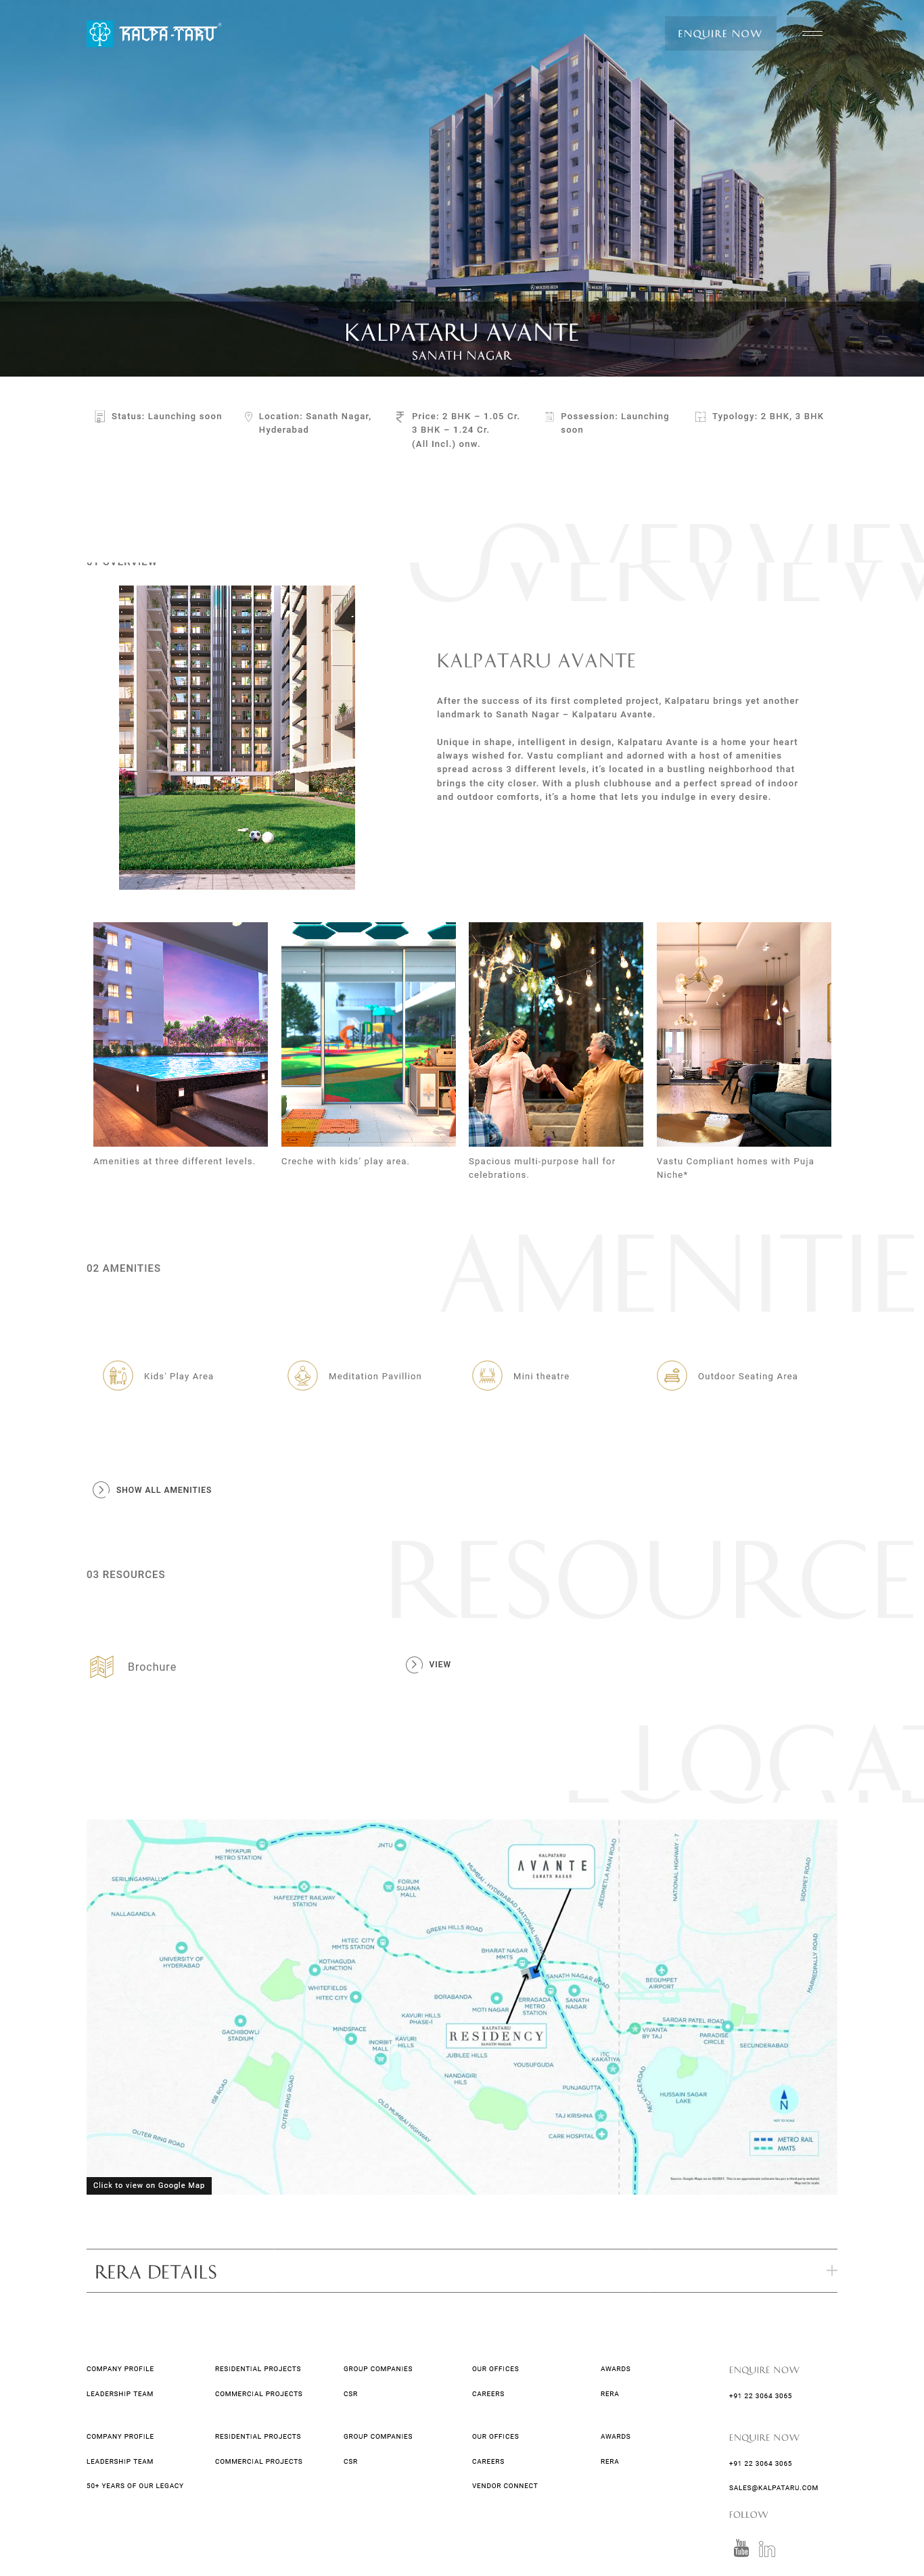 KALPA-TARU®
ENQUIRE NOW
KALPATARU AVANTE
SANATH NAGAR
Status: Launching soon
Location: Sanath Nagar,
Hyderabad
Price: 2 BHK – 1.05 Cr.
3 BHK – 1.24 Cr.
(All Incl.) onw.
Possession: Launching
soon
Typology: 2 BHK, 3 BHK
OVERVIEW
01 OVERVIEW
KALPATARU AVANTE
After the success of its first completed project, Kalpataru brings yet another
landmark to Sanath Nagar – Kalpataru Avante.
Unique in shape, intelligent in design, Kalpataru Avante is a home your heart
always wished for. Vastu compliant and adorned with a host of amenities
spread across 3 different levels, it's located in a bustling neighborhood that
brings the city closer. With a plush clubhouse and a perfect spread of indoor
and outdoor comforts, it's a home that lets you indulge in every desire.
Amenities at three different levels.
Creche with kids' play area.
Spacious multi-purpose hall for
celebrations.
Vastu Compliant homes with Puja
Niche*
AMENITIE
02 AMENITIES
Kids' Play Area
Meditation Pavillion
Mini theatre
Outdoor Seating Area
SHOW ALL AMENITIES
RESOURCE
03 RESOURCES
Brochure
VIEW
LOCAT
MIYAPUR
METRO STATION
JNTU
KALPATARU
AVANTE
SANATH NAGAR
JEEDIMETLA MAIN ROAD
NATIONAL HIGHWAY - 7
SIDDIPET ROAD
SERILINGAMPALLY
HAFEEZPET RAILWAY
STATION
FORUM
SUJANA
MALL
MUMBAI - HYDERABAD NATIONAL HIGHWAY
NALLAGANDLA
GREEN HILLS ROAD
UNIVERSITY OF
HYDERABAD
HITEC CITY
MMTS STATION
KOTHAGUDA
JUNCTION
BHARAT NAGAR
MMTS
SANATH NAGAR ROAD
BEGUMPET
AIRPORT
MARREDPALLY ROAD
WHITEFIELDS
HITEC CITY
BORABANDA
MOTI NAGAR
ERRAGADA
METRO
STATION
SANATH
NAGAR
GACHIBOWLI
STADIUM
MINDSPACE
KAVURI HILLS
PHASE-I
KALPATARU
RESIDENCY
SANATH NAGAR
VIVANTA
BY TAJ
SARDAR PATEL ROAD
PARADISE
CIRCLE
SECUNDERABAD
INORBIT
MALL
KAVURI
HILLS
JUBILEE HILLS
YOUSUFGUDA
ITC
KAKATIYA
NANDAGIRI
HILS
PUNJAGUTTA
HUSSAIN SAGAR
LAKE
ISB ROAD
OUTER RING ROAD
OLD MUMBAI HIGHWAY
TAJ KRISHNA
CARE HOSPITAL
NECKLACE ROAD
N
NOT TO SCALE
OUTER RING ROAD
METRO RAIL
MMTS
Click to view on Google Map
RERA DETAILS
COMPANY PROFILE
RESIDENTIAL PROJECTS
GROUP COMPANIES
OUR OFFICES
AWARDS
ENQUIRE NOW
LEADERSHIP TEAM
COMMERCIAL PROJECTS
CSR
CAREERS
RERA
+91 22 3064 3065
COMPANY PROFILE
RESIDENTIAL PROJECTS
GROUP COMPANIES
OUR OFFICES
AWARDS
ENQUIRE NOW
LEADERSHIP TEAM
COMMERCIAL PROJECTS
CSR
CAREERS
RERA
+91 22 3064 3065
50+ YEARS OF OUR LEGACY
VENDOR CONNECT
SALES@KALPATARU.COM
FOLLOW
You
Tube
in